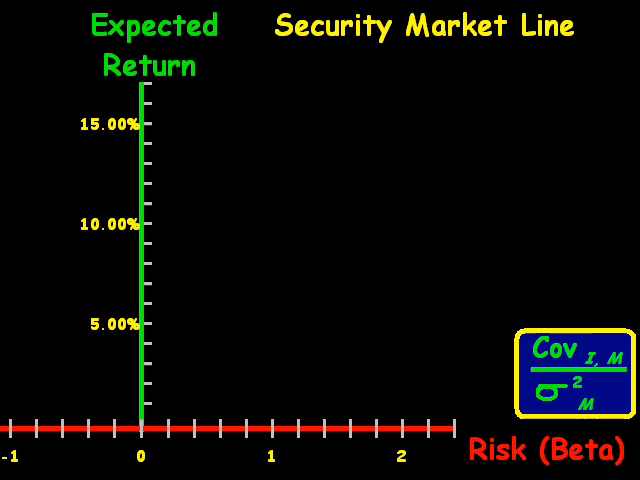 Expected Security Market Line
Return
15.00%
10.00%
5.00%
Cov I, M
σ 2 M
-1 0 1 2
Risk (Beta)